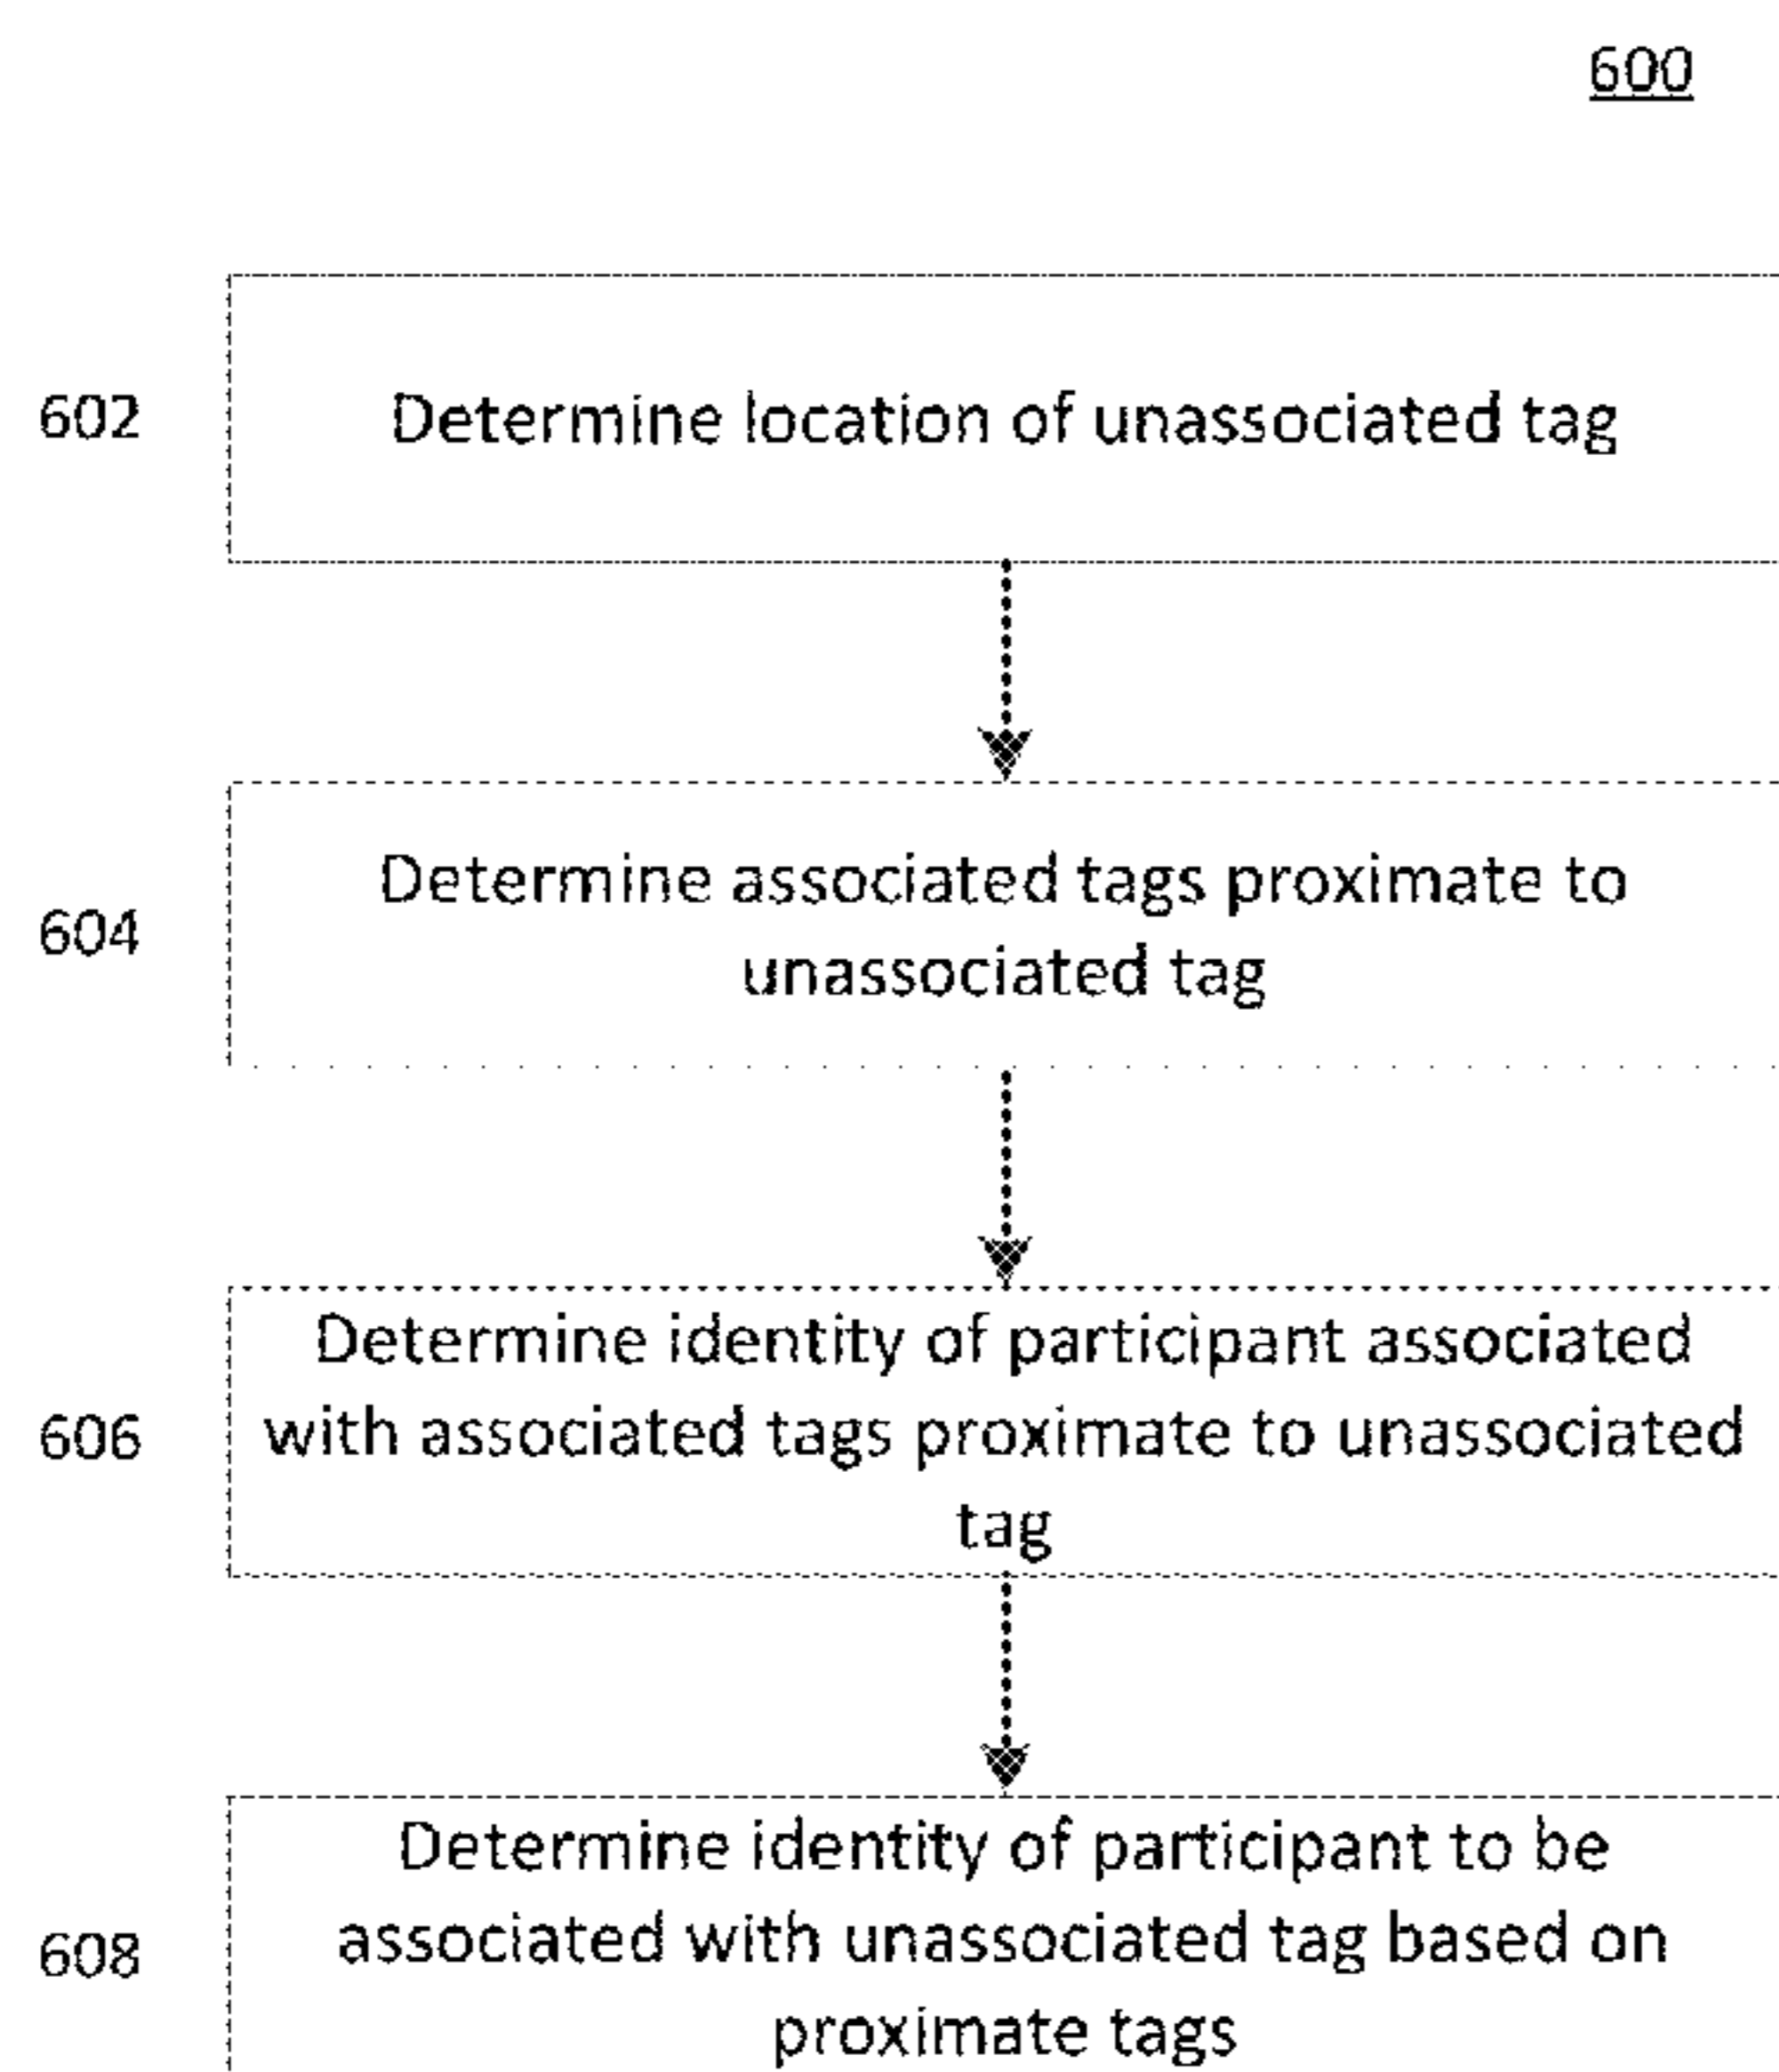 600
602
Determine location of unassociated tag
604
Determine associated tags proximate to
unassociated tag
606
Determine identity of participant associated
with associated tags proximate to unassociated
tag
608
Determine identity of participant to be
associated with unassociated tag based on
proximate tags